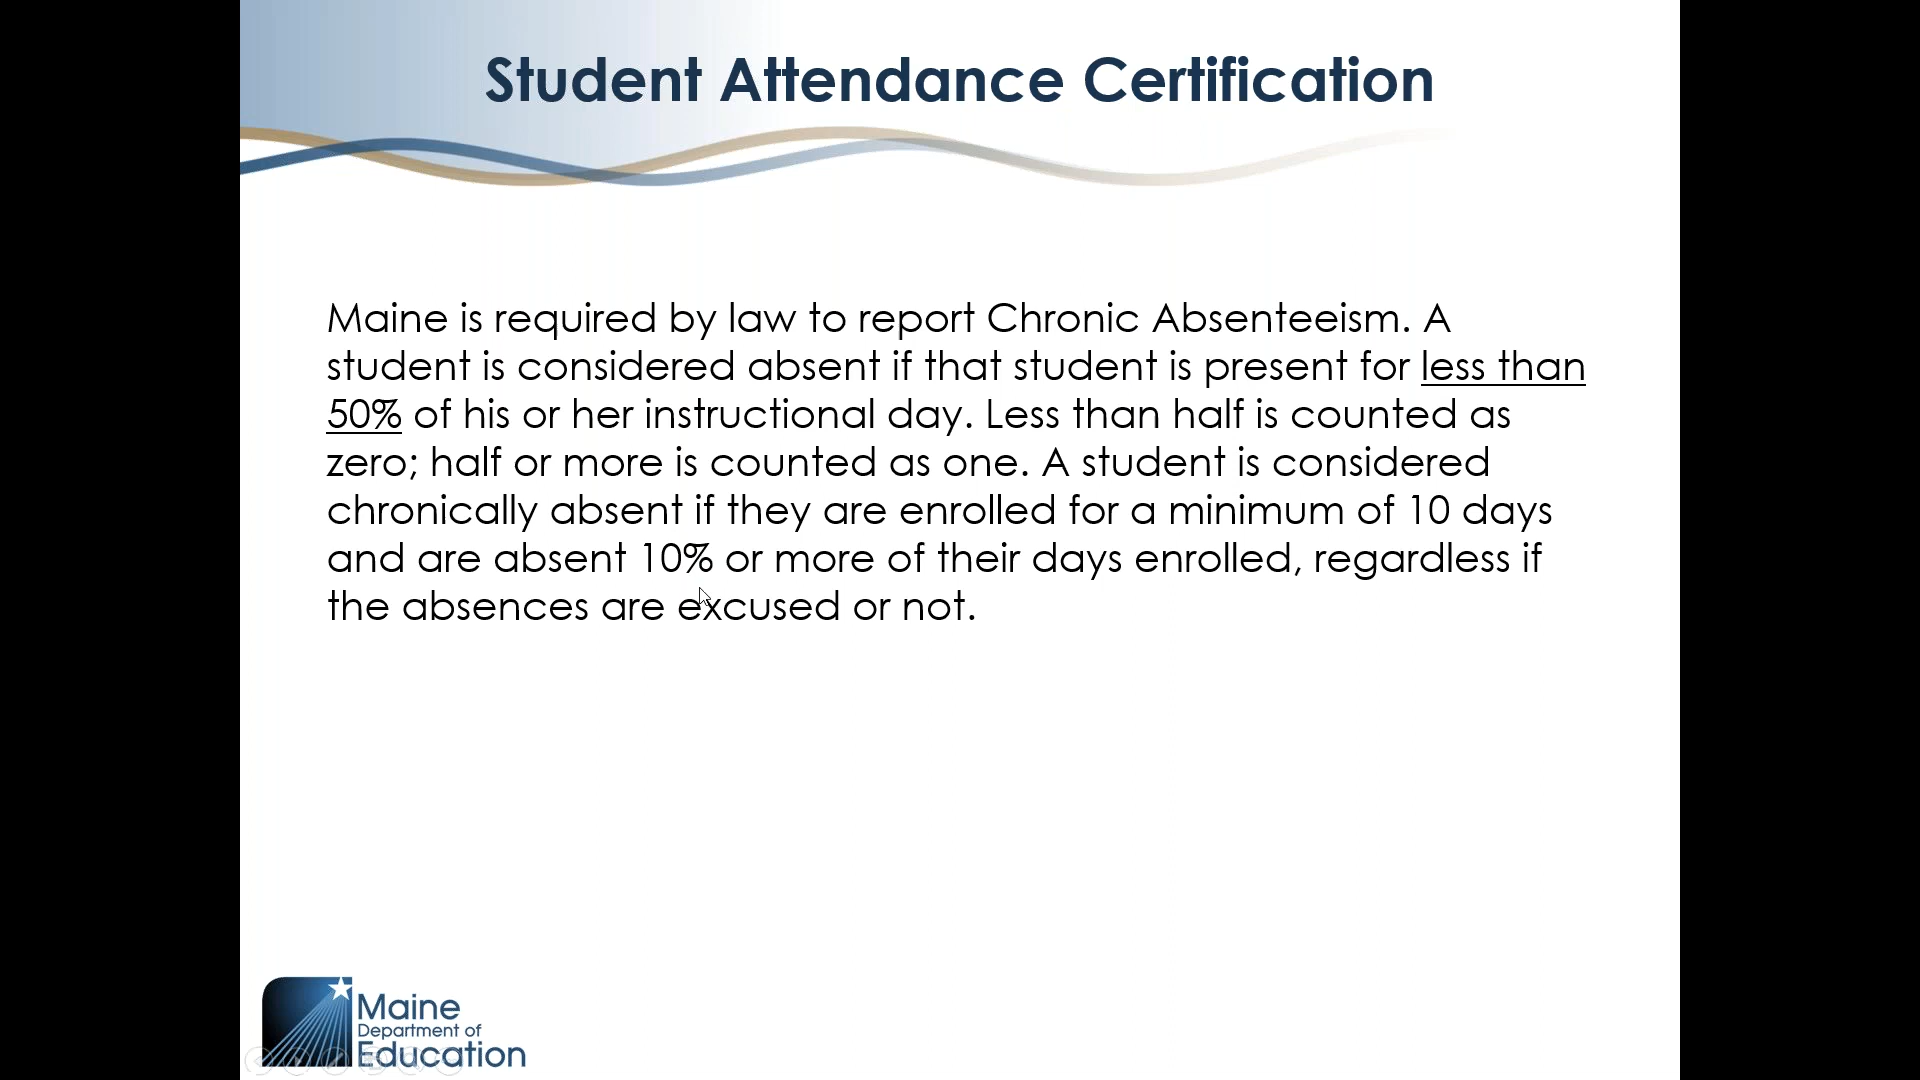 Student Attendance Certification
Maine is required by law to report Chronic Absenteeism. A
student is considered absent if that student is present for less than
50% of his or her instructional day. Less than half is counted as
zero; half or more is counted as one. A student is considered
chronically absent if they are enrolled for a minimum of 10 days
and are absent 10% or more of their days enrolled, regardless if
the absences are excused or not.
Maine
Department of
Education